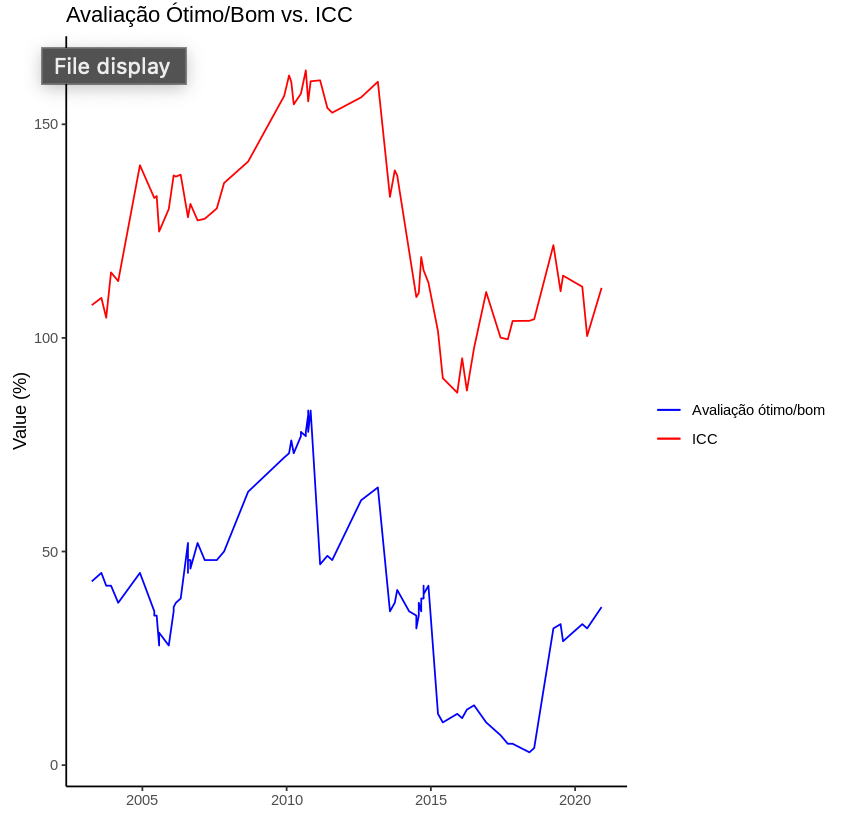 Avaliação Ótimo/Bom vs. ICC
File display
150
100
50
0
Value (%)
2005
2010
2015
2020
Avaliação ótimo/bom
ICC